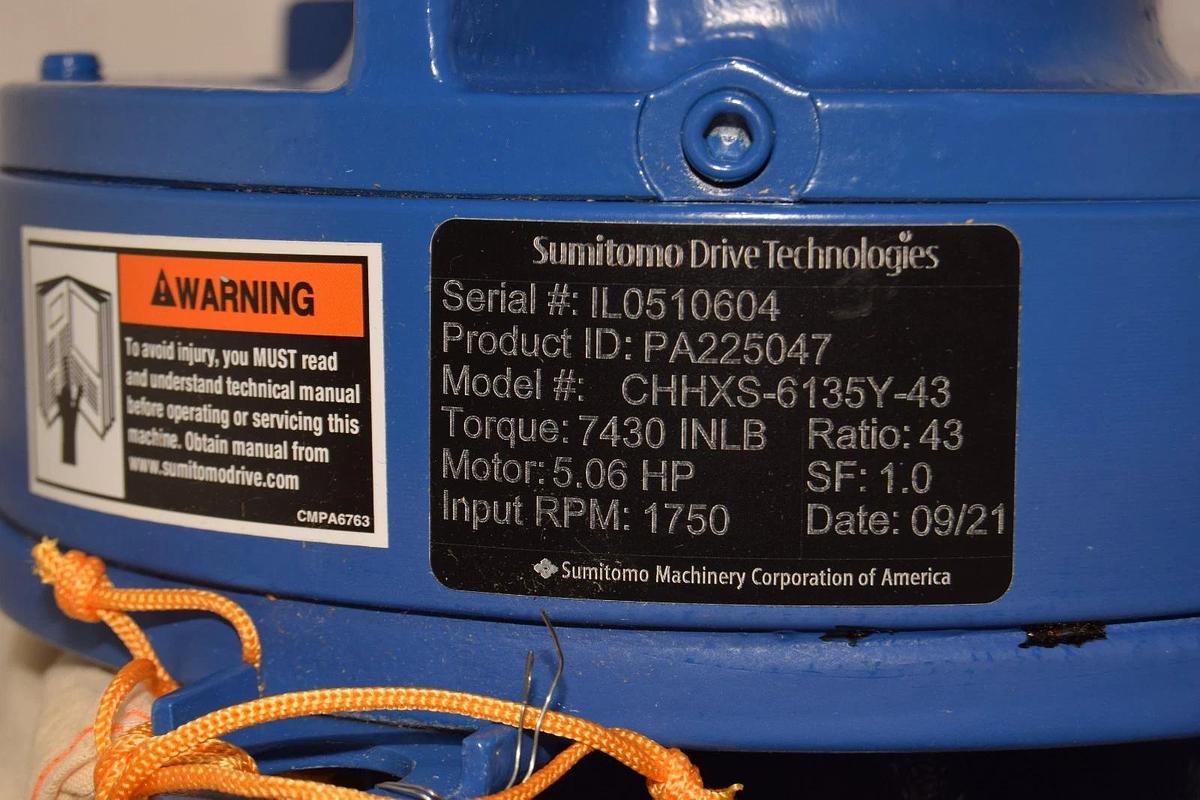 WARNING
To avoid injury, you MUST read
and understand technical manual
before operating or servicing this
machine. Obtain manual from
www.sumitomodrive.com
CMPA6763
Sumitomo Drive Technologies
Serial #: IL0510604
Product ID: PA225047
Model #: CHHXS-6135Y-43
Torque: 7430 INLB Ratio: 43
Motor: 5.06 HP SF: 1.0
Input RPM: 1750 Date: 09/21
Sumitomo Machinery Corporation of America